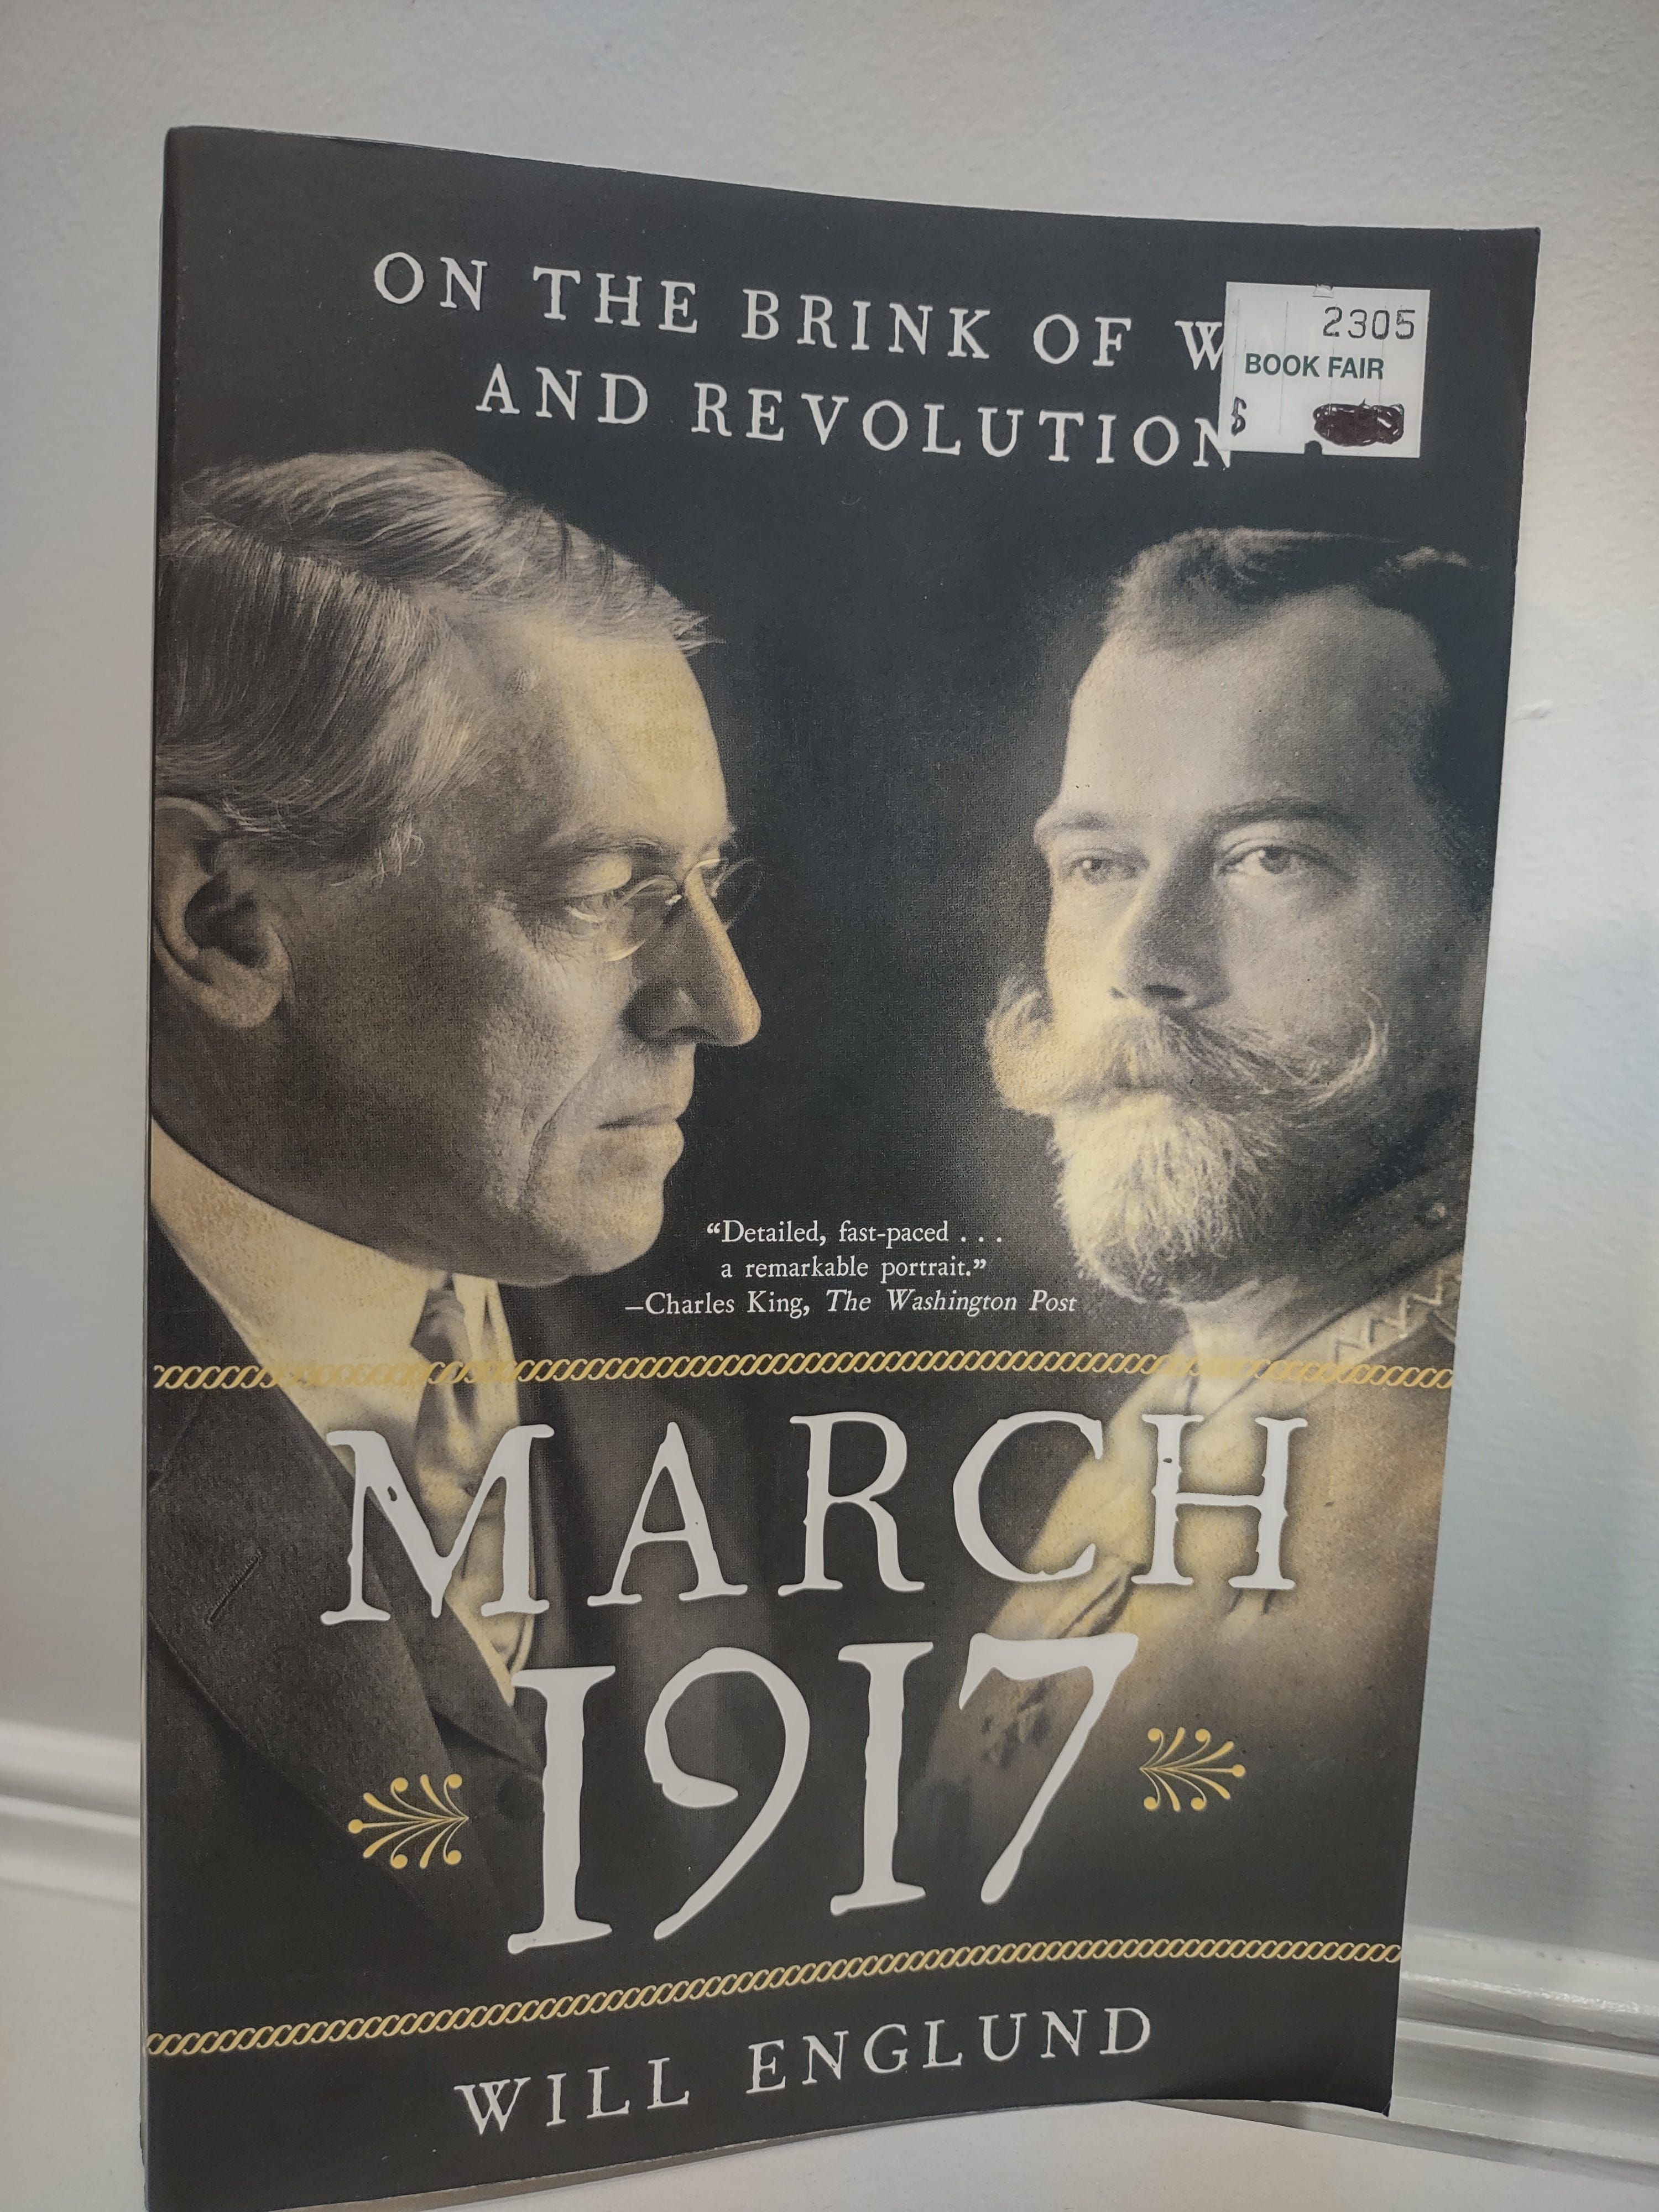 ON THE BRINK OF W
AND REVOLUTION
2305
BOOK FAIR
$
“Detailed, fast-paced . . .
a remarkable portrait.”
—Charles King, The Washington Post
MARCH
1917
WILL ENGLUND